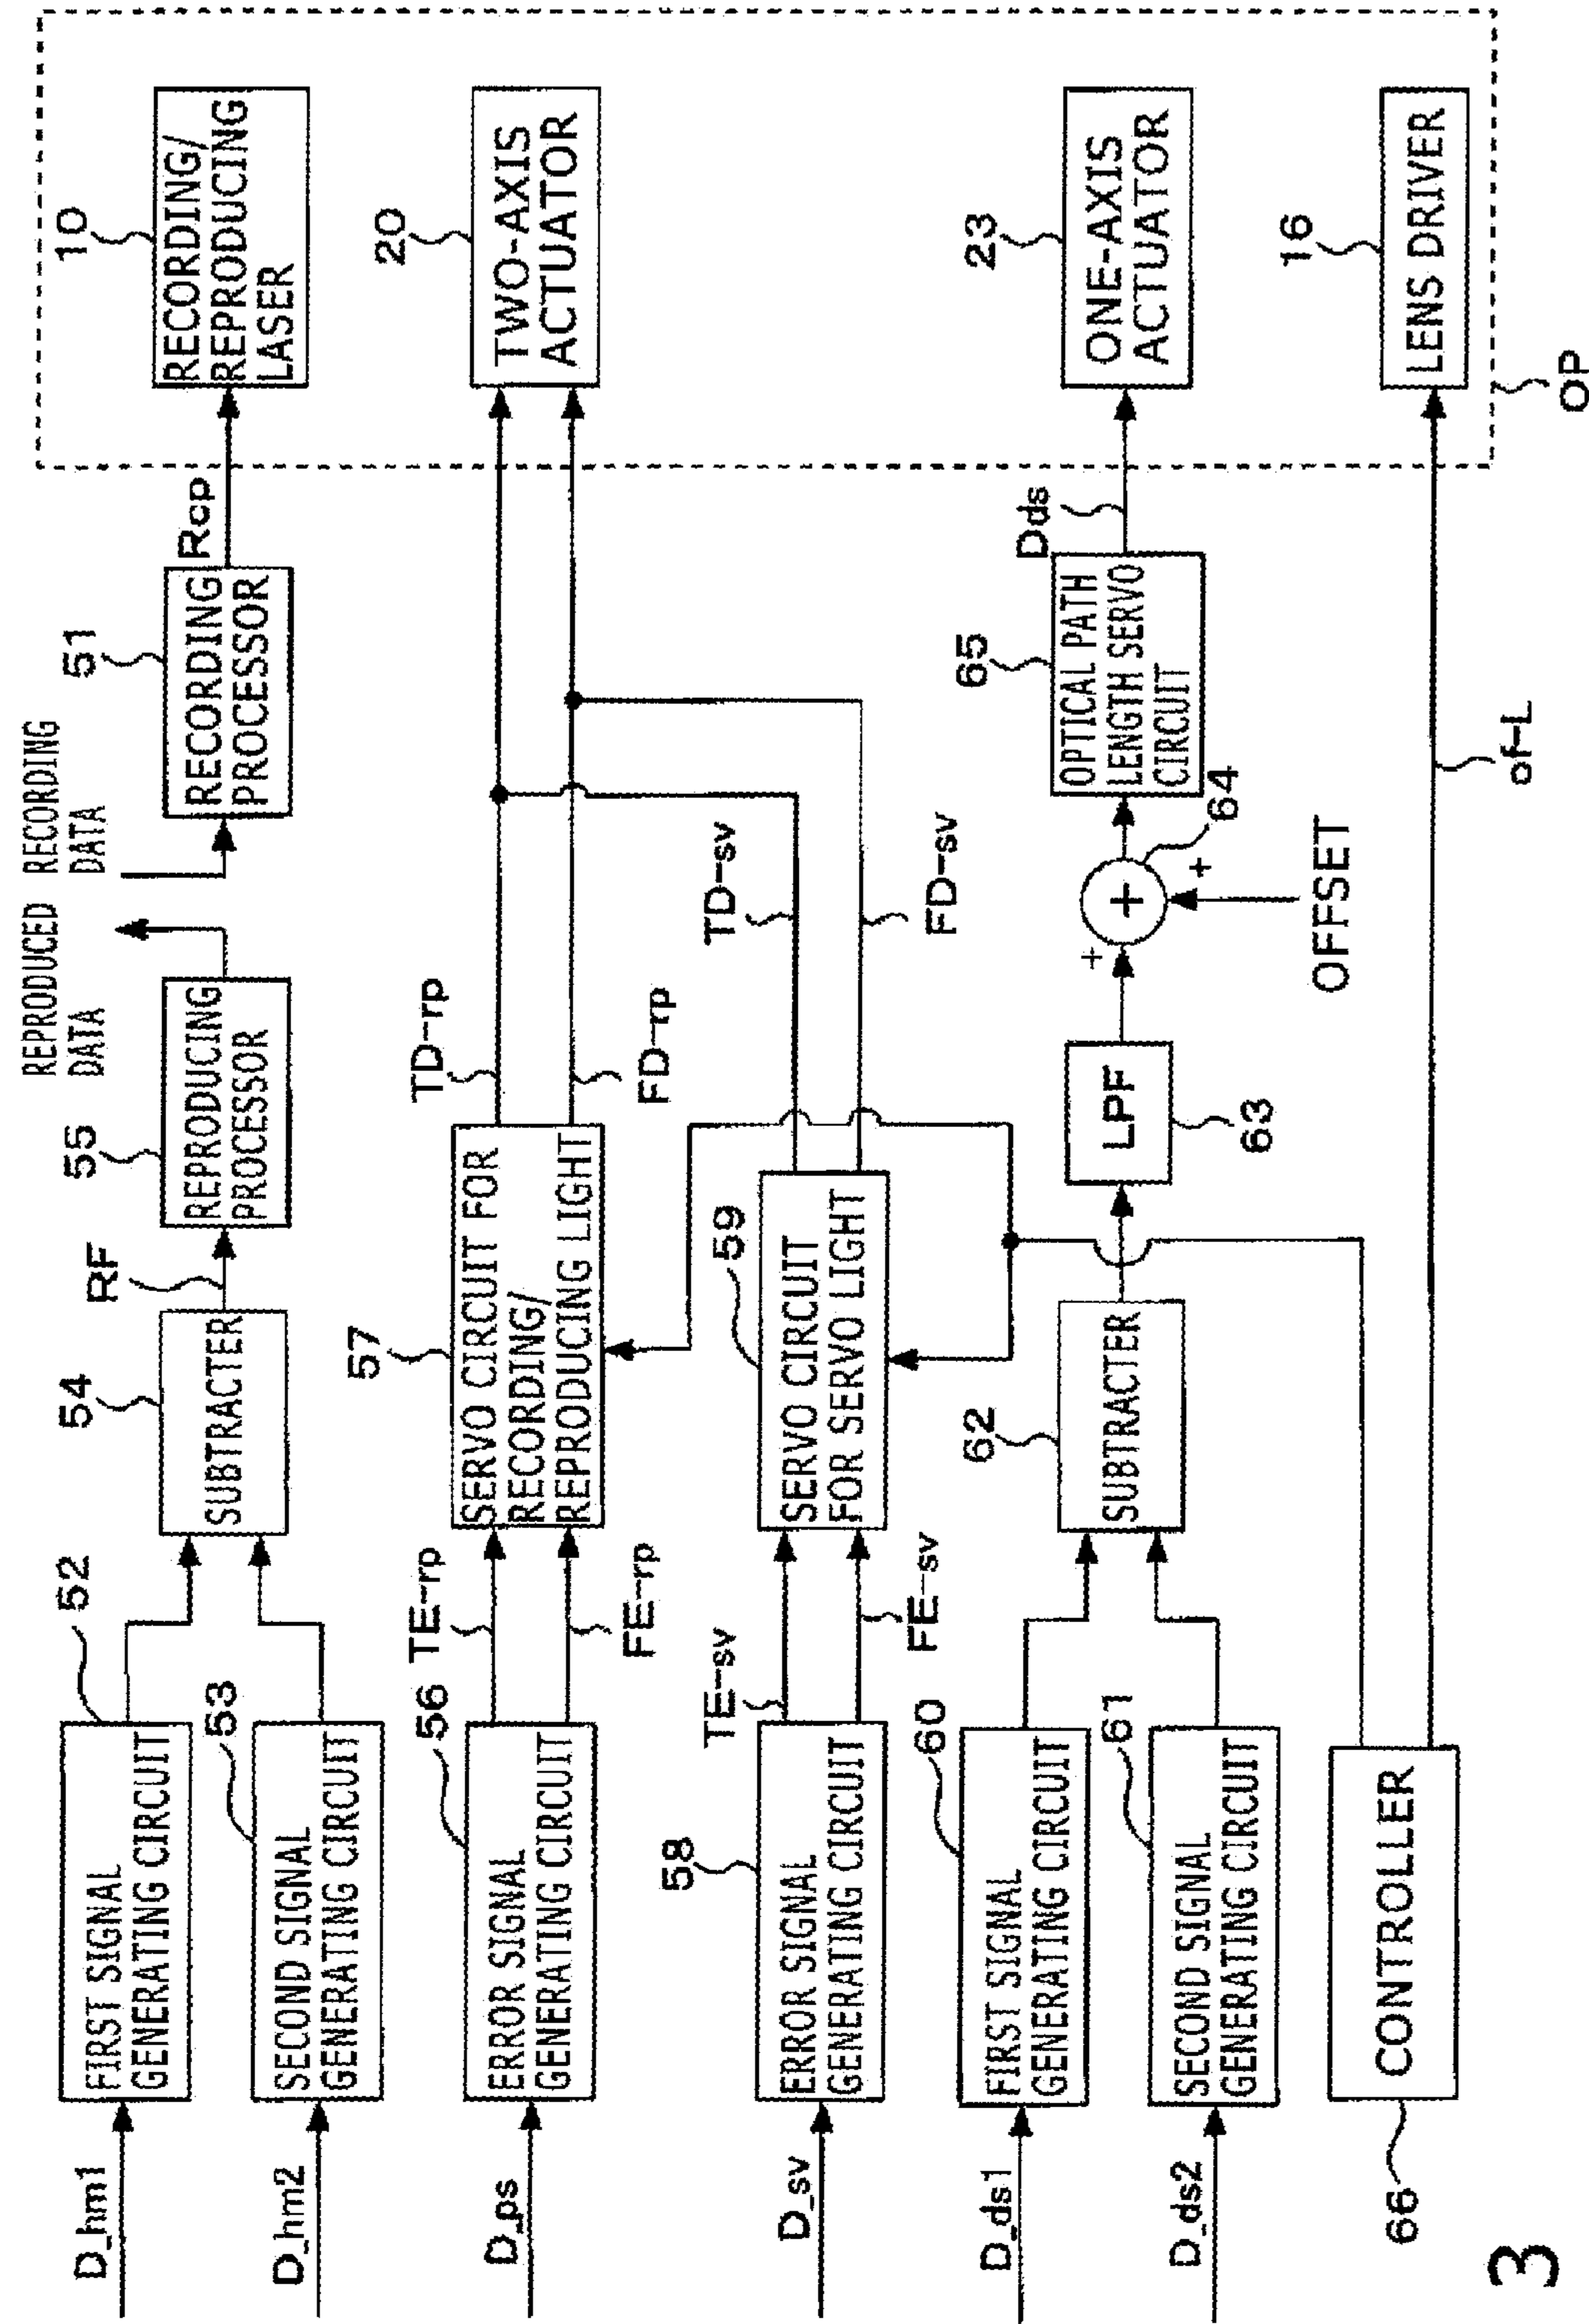 D_hm1
FIRST SIGNAL
GENERATING CIRCUIT
52
D_hm2
SECOND SIGNAL
GENERATING CIRCUIT
53
54
SUBTRACTER
RF
55
REPRODUCING
PROCESSOR
REPRODUCED
DATA
RECORDING
DATA
51
RECORDING
PROCESSOR
Rcp
10
RECORDING/
REPRODUCING
LASER
D_ps
ERROR SIGNAL
GENERATING CIRCUIT
56
TE-rp
FE-rp
57
SERVO CIRCUIT FOR
RECORDING/
REPRODUCING LIGHT
TD-rp
FD-rp
20
TWO-AXIS
ACTUATOR
D_sv
58
ERROR SIGNAL
GENERATING CIRCUIT
TE-sv
FE-sv
59
SERVO CIRCUIT
FOR SERVO LIGHT
TD-sv
FD-sv
D_ds1
FIRST SIGNAL
GENERATING CIRCUIT
60
D_ds2
SECOND SIGNAL
GENERATING CIRCUIT
61
62
SUBTRACTER
LPF
63
+
+
+
64
OFFSET
65
OPTICAL PATH
LENGTH SERVO
CIRCUIT
Dds
23
ONE-AXIS
ACTUATOR
CONTROLLER
66
of-L
16
LENS DRIVER
OP
3